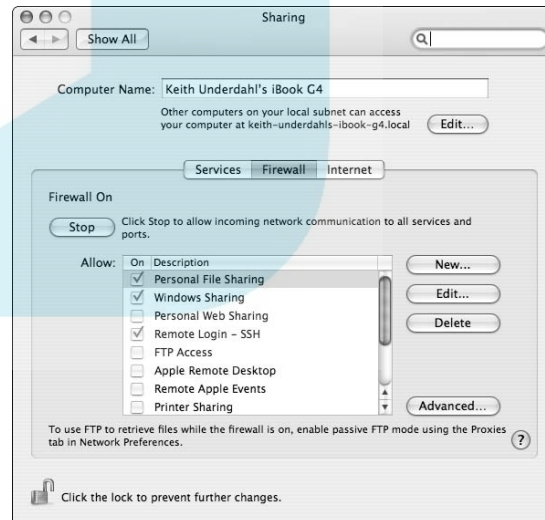 Sharing
Show All
Computer Name: Keith Underdahl's iBook G4
Other computers on your local subnet can access
your computer at keith-underdahls-ibook-g4.local
Edit...
Services Firewall Internet
Firewall On
Stop
Click Stop to allow incoming network communication to all services and
ports.
Allow:
On Description
Personal File Sharing
Windows Sharing
Personal Web Sharing
Remote Login – SSH
FTP Access
Apple Remote Desktop
Remote Apple Events
Printer Sharing
New...
Edit...
Delete
Advanced...
To use FTP to retrieve files while the firewall is on, enable passive FTP mode using the Proxies
tab in Network Preferences.
?
Click the lock to prevent further changes.